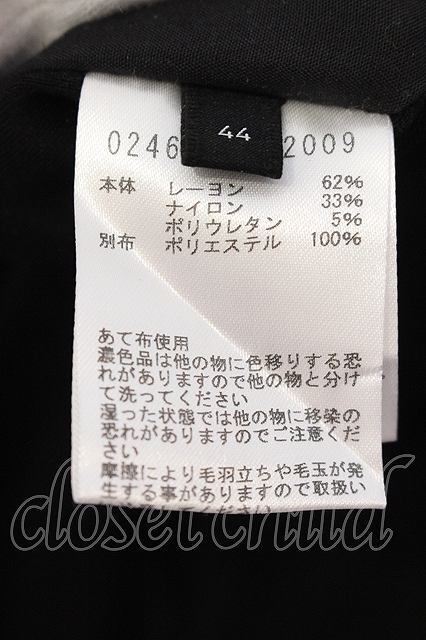 44
0246 2009
本体 レーヨン 62%
ナイロン 33%
ポリウレタン 5%
別布 ポリエステル 100%
あて布使用
濃色品は他の物に色移りする恐
れがありますので他の物と分け
て洗ってください
湿った状態では他の物に移染の
恐れがありますのでご注意くだ
さい
摩擦により毛羽立ちや毛玉が発
生する事がありますので取扱い
ください
closet child